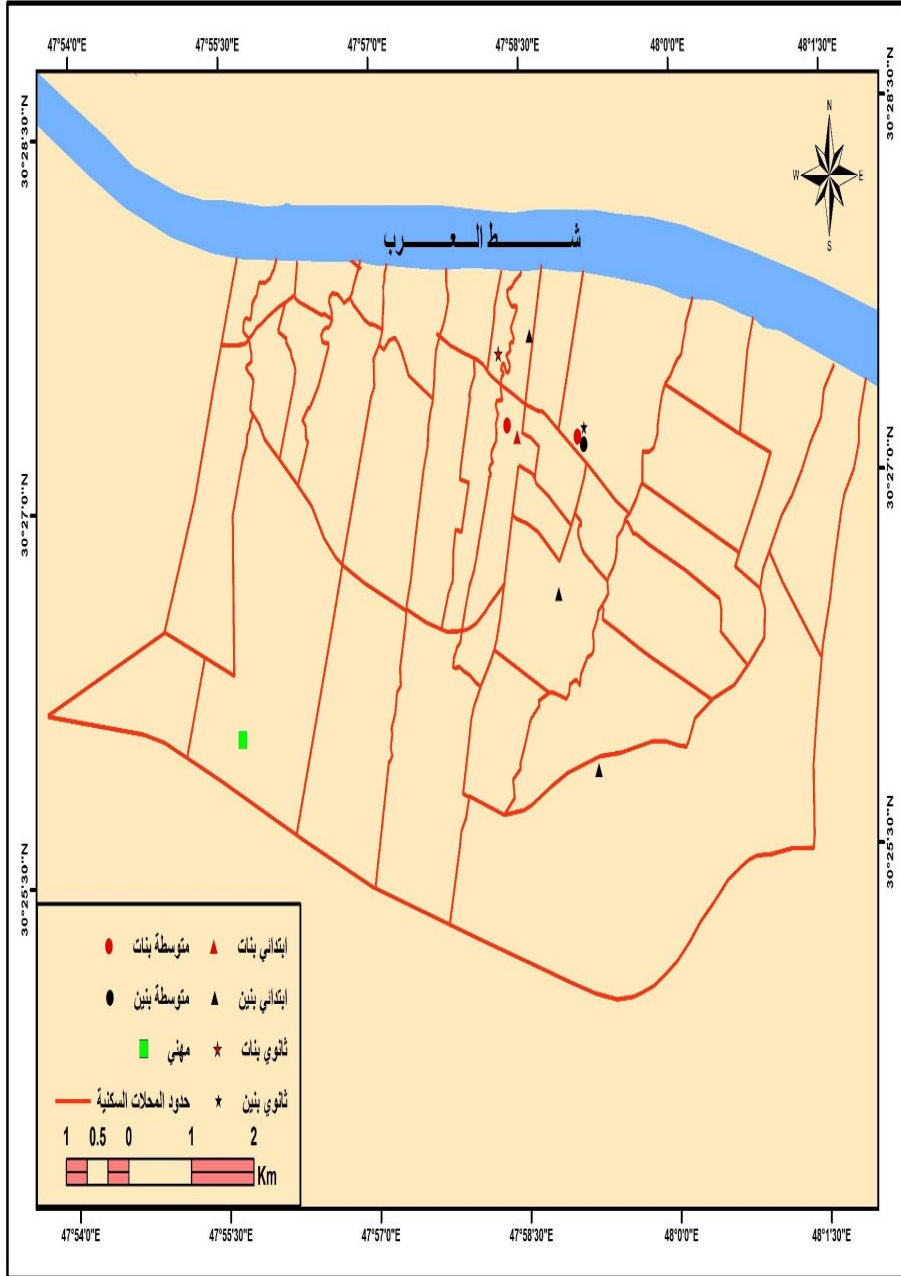 47°54'0"E 47°55'30"E 47°57'0"E 47°58'30"E 48°0'0"E 48°1'30"E
30°28'30"N
30°28'30"N
N
W E
S
شـــط الـعـــرب
30°27'0"N
30°27'0"N
30°25'30"N
30°25'30"N
ابتدائي بنات متوسطة بنات
ابتدائي بنين متوسطة بنين
ثانوي بنات مهني
ثانوي بنين حدود المحلات السكنية
1 0.5 0 1 2
Km
47°54'0"E 47°55'30"E 47°57'0"E 47°58'30"E 48°0'0"E 48°1'30"E